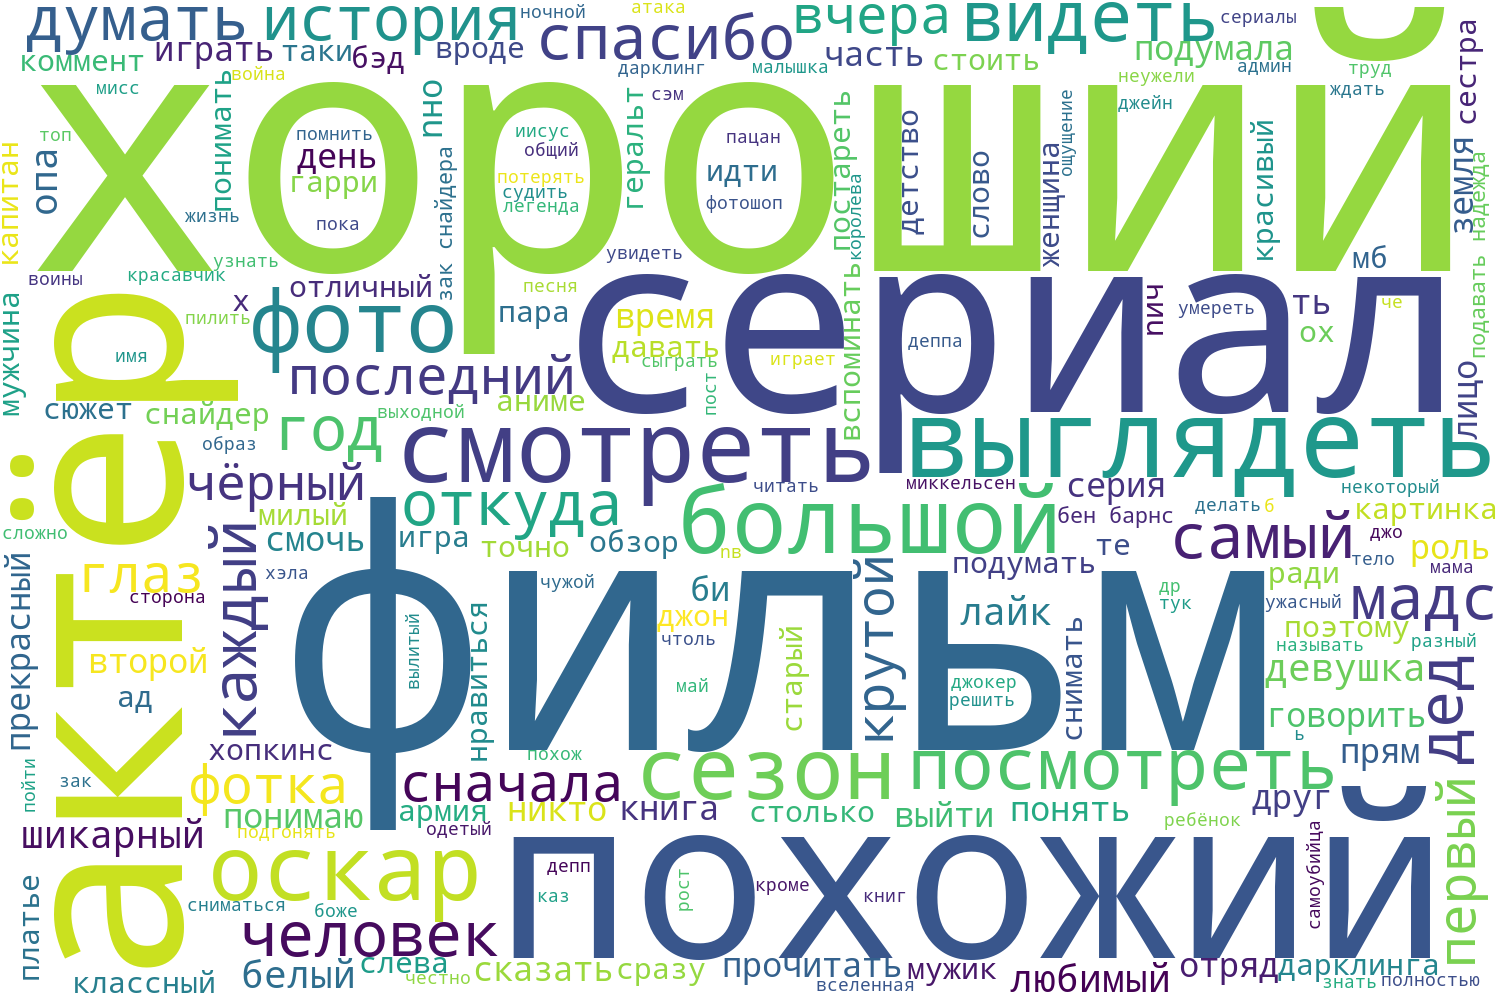 думать
история
ночной
атака
вчера
видеть
сериалы
коммент
играть
таки
бэд
вроде
спасибо
часть
стоить
подумала
сестра
мисс
война
дарклинг
малышка
неужели
админ
труд
ждать
сэм
хороший
топ
понимать
помнить
иисус
пацан
ощущение
джейн
капитан
опа
день
гарри
общий
потерять
судить
легенда
геральт
идти
фотошоп
постареть
королева
детство
слово
женщина
красивый
земля
надежда
жизнь
пока
снайдера
зак
увидеть
мб
воины
красавчик
узнать
х
отличный
песня
пара
сериал
время
давать
сыграть
играет
деппа
умереть
ть
че
ох
подавать
мужчина
пилить
фото
имя
последний
пост
вспоминать
лицо
сюжет
снайдер
год
выходной
аниме
образ
смотреть
выглядеть
актёр
чёрный
откуда
большой
читать
миккельсен
серия
некоторый
милый
бен барнс
делать
б
картинка
сложно
смочь
игра
точно
обзор
самый
те
джо
роль
тело
мама
прекрасный
глаз
хэла
каждый
чужой
би
подумать
др
тук
ради
ужасный
мадс
сторона
фильм
вылитый
нравиться
джон
чтоль
лайк
крутой
снимать
поэтому
называть
разный
второй
старый
девушка
ад
май
джокер
решить
говорить
дед
хопкинс
похож
сезон
посмотреть
ь
прям
пойти
зак
фотка
сначала
друг
понимаю
армия
никто
книга
столько
выйти
понять
ребёнок
первый
шикарный
подгонять
одетый
оскар
похожий
депп
кроме
книг
каз
рост
самоубийца
платье
сниматься
боже
человек
классный
белый
слева
честно
сказать
сразу
прочитать
вселенная
мужик
любимый
отряд
дарклинга
знать
полностью